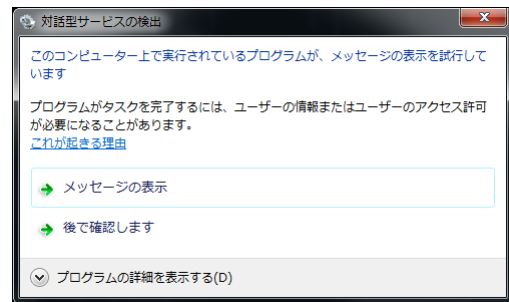 対話型サービスの検出
このコンピューター上で実行されているプログラムが、メッセージの表示を試行して
います
プログラムがタスクを完了するには、ユーザーの情報またはユーザーのアクセス許可
が必要になることがあります。
これが起きる理由
メッセージの表示
後で確認します
プログラムの詳細を表示する(D)